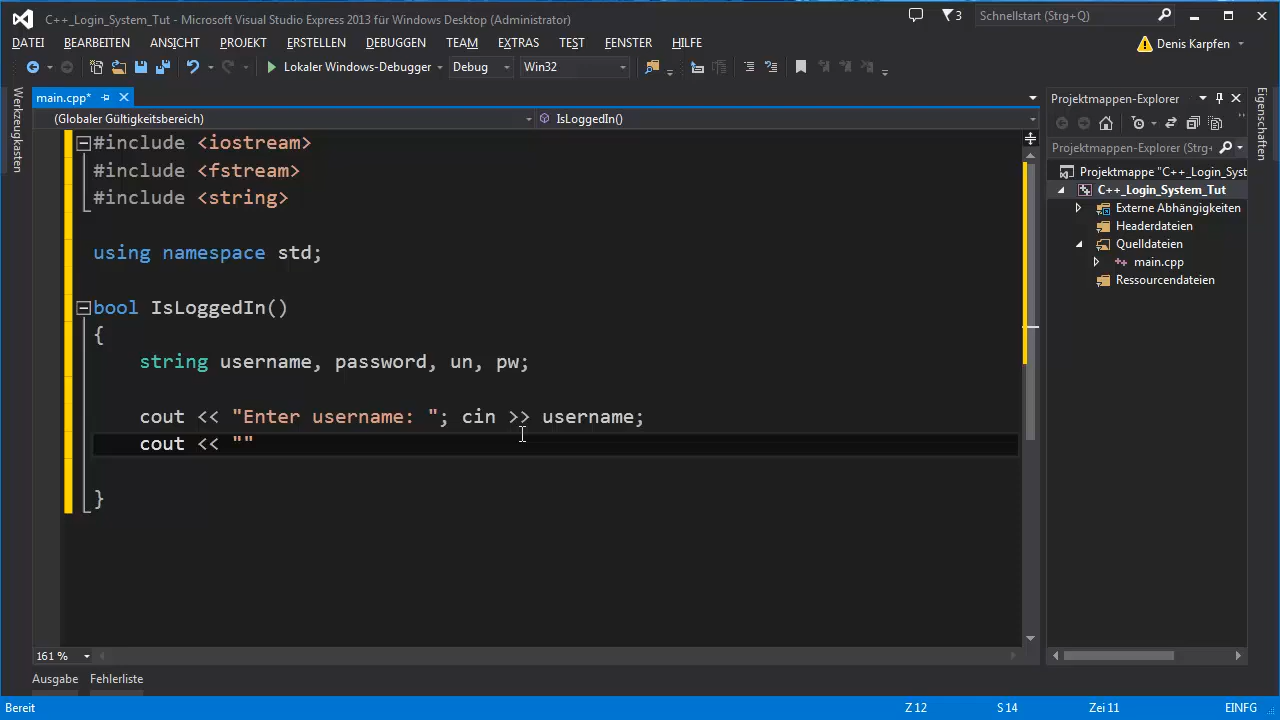 C++_Login_System_Tut - Microsoft Visual Studio Express 2013 für Windows Desktop (Administrator)
3
Schnellstart (Strg+Q)
DATEI BEARBEITEN ANSICHT PROJEKT ERSTELLEN DEBUGGEN TEAM EXTRAS TEST FENSTER HILFE
Denis Karpfen
Lokaler Windows-Debugger Debug Win32
Werkzeugkasten
main.cpp*
(Globaler Gültigkeitsbereich) IsLoggedIn()
#include <iostream>
#include <fstream>
#include <string>
using namespace std;
bool IsLoggedIn()
{
string username, password, un, pw;
cout << "Enter username: "; cin >> username;
cout << ""
}
161 %
Projektmappen-Explorer
Projektmappen-Explorer (Strg+
Projektmappe "C++_Login_Syst
C++_Login_System_Tut
Externe Abhängigkeiten
Headerdateien
Quelldateien
main.cpp
Ressourcendateien
Eigenschaften
Ausgabe Fehlerliste
Bereit Z 12 S 14 Zei 11 EINFG